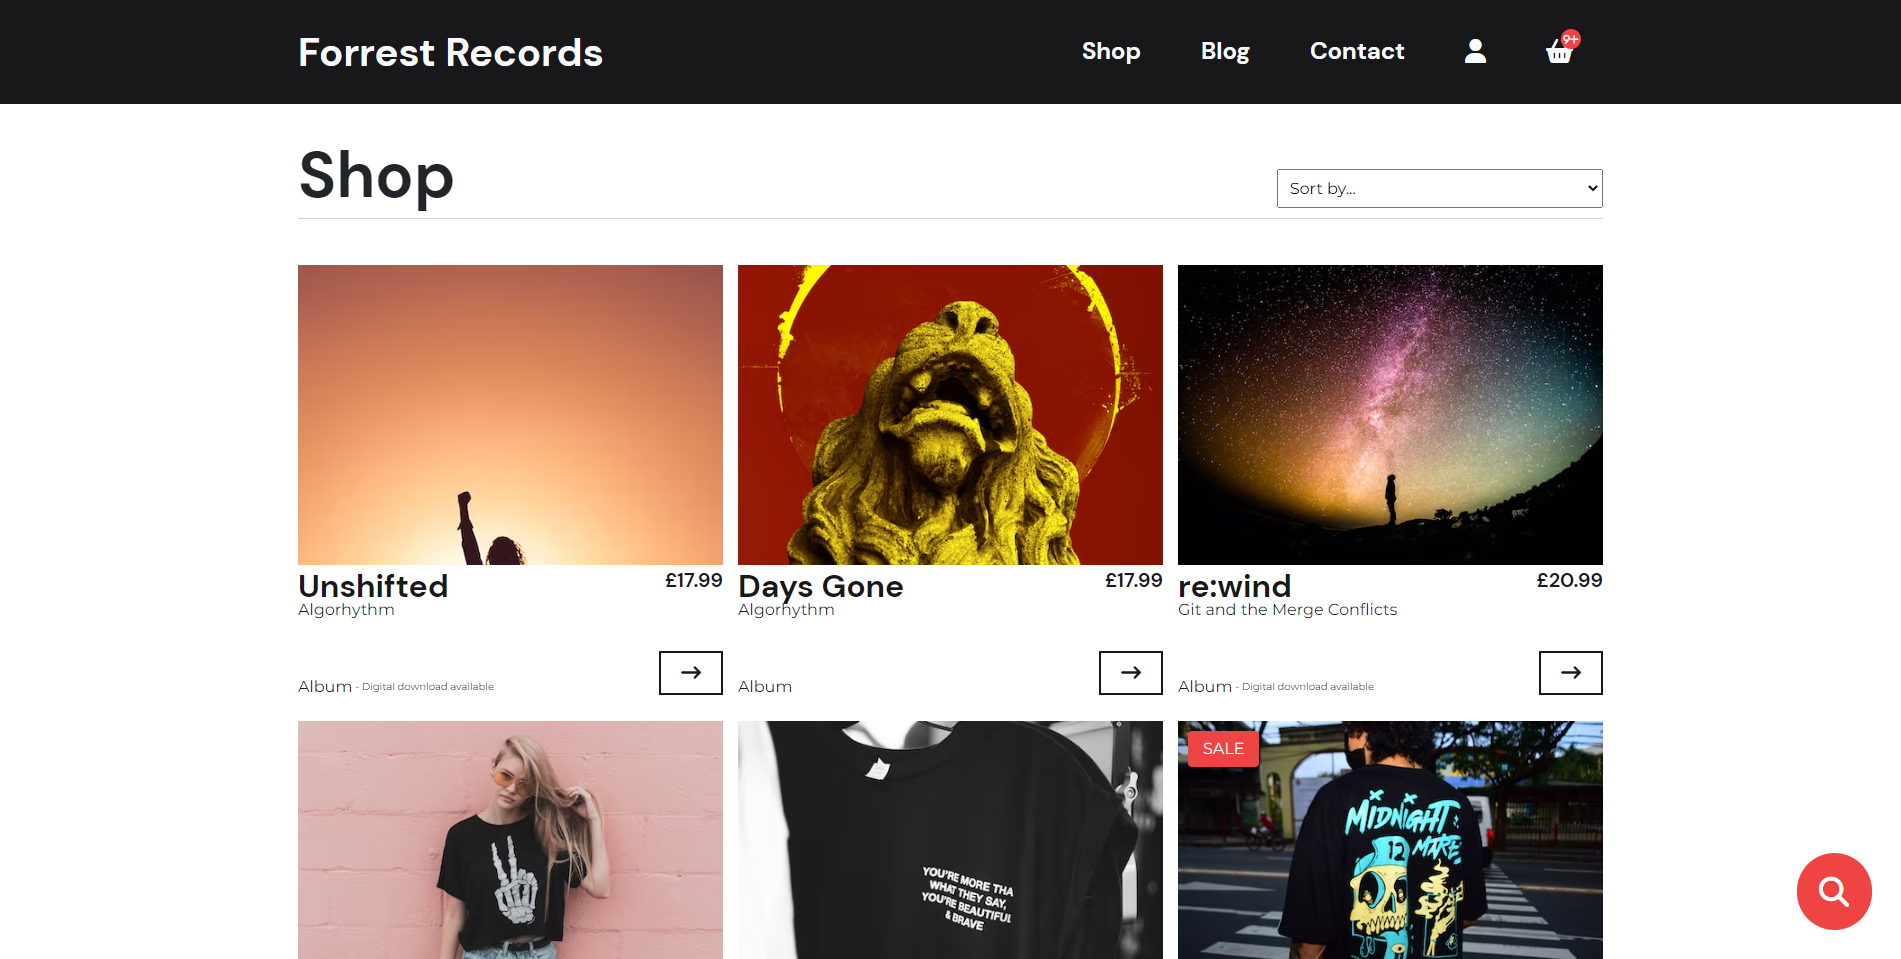 Forrest Records
Shop
Blog
Contact
9+
Shop
Sort by...
Unshifted
£17.99
Algorhythm
Album - Digital download available
Days Gone
£17.99
Algorhythm
Album
re:wind
£20.99
Git and the Merge Conflicts
Album - Digital download available
YOU'RE MORE THA
WHAT THEY SAY,
YOU'RE BEAUTIFUL
& BRAVE
SALE
MIDNIGHT
MARE
12